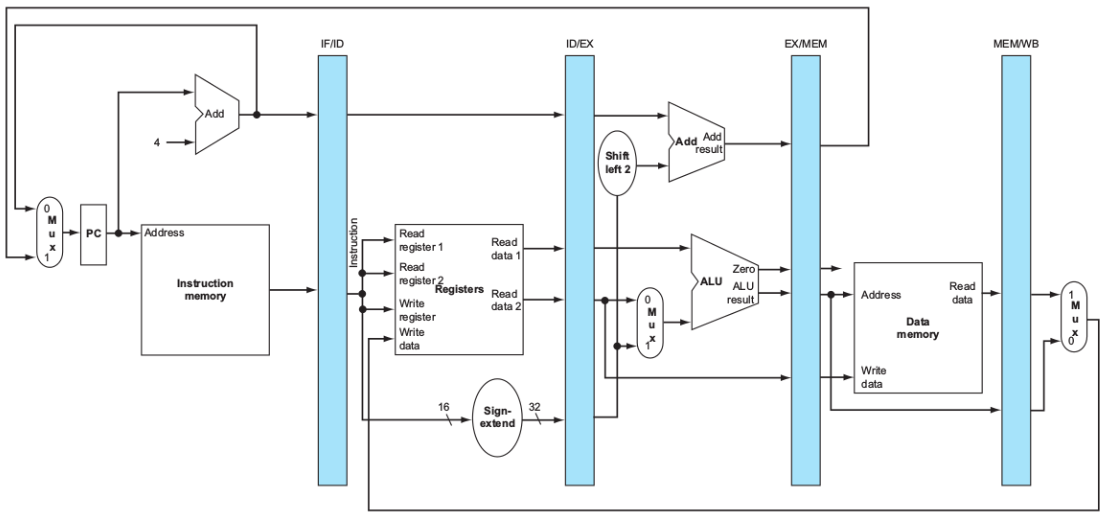 IF/ID
ID/EX
EX/MEM
MEM/WB
Add
4
Shift
left 2
Add
Add
result
0
M
u
x
1
PC
Address
Instruction
memory
Instruction
Read
register 1
Read
register 2
Registers
Write
register
Write
data
Read
data 1
Read
data 2
16
Sign-
extend
32
0
M
u
x
1
ALU
Zero
ALU
result
Address
Read
data
Data
memory
Write
data
1
M
u
x
0